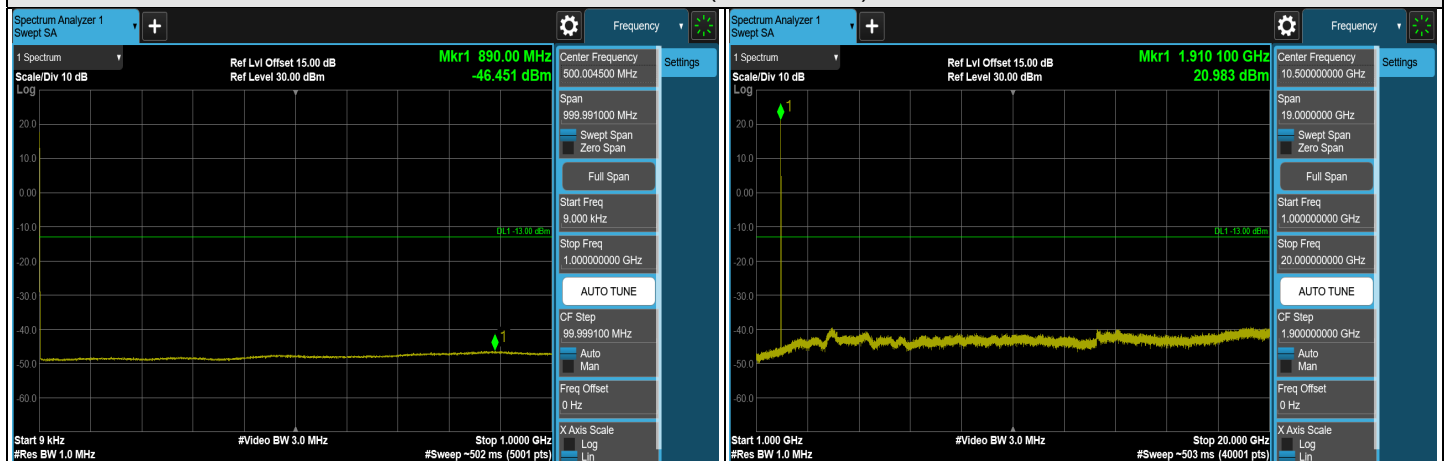 Spectrum Analyzer 1
Swept SA
+
Frequency
1 Spectrum
Scale/Div 10 dB
Log
Ref Lvl Offset 15.00 dB
Ref Level 30.00 dBm
Mkr1 890.00 MHz
-46.451 dBm
1
20.0
10.0
0.00
-10.0
-20.0
-30.0
-40.0
-50.0
-60.0
DL1 -13.00 dBm
Start 9 kHz
#Res BW 1.0 MHz
#Video BW 3.0 MHz
Stop 1.0000 GHz
#Sweep ~502 ms (5001 pts)
Center Frequency
500.004500 MHz
Span
999.991000 MHz
Swept Span
Zero Span
Full Span
Start Freq
9.000 kHz
Stop Freq
1.000000000 GHz
AUTO TUNE
CF Step
99.999100 MHz
Auto
Man
Freq Offset
0 Hz
X Axis Scale
Log
Lin
Settings
Spectrum Analyzer 1
Swept SA
+
Frequency
1 Spectrum
Scale/Div 10 dB
Log
Ref Lvl Offset 15.00 dB
Ref Level 30.00 dBm
Mkr1 1.910 100 GHz
20.983 dBm
1
20.0
10.0
0.00
-10.0
-20.0
-30.0
-40.0
-50.0
-60.0
DL1 -13.00 dBm
Start 1.000 GHz
#Res BW 1.0 MHz
#Video BW 3.0 MHz
Stop 20.000 GHz
#Sweep ~503 ms (40001 pts)
Center Frequency
10.500000000 GHz
Span
19.0000000 GHz
Swept Span
Zero Span
Full Span
Start Freq
1.000000000 GHz
Stop Freq
20.000000000 GHz
AUTO TUNE
CF Step
1.900000000 GHz
Auto
Man
Freq Offset
0 Hz
X Axis Scale
Log
Lin
Settings